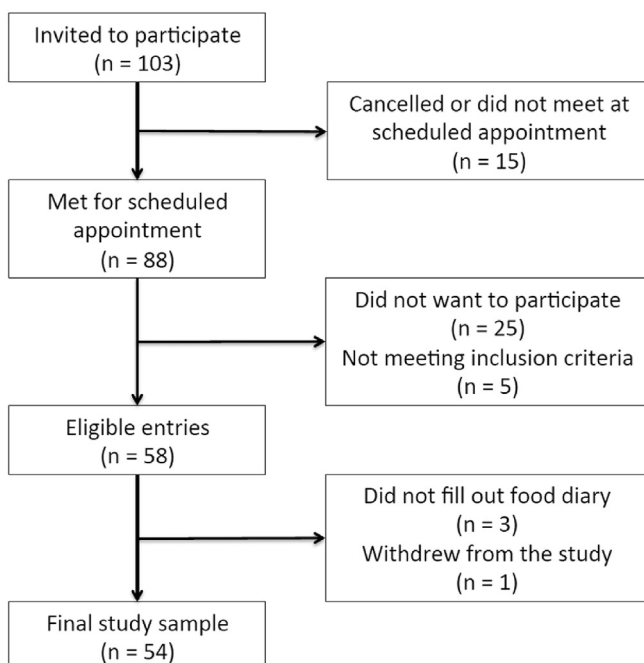 Invited to participate
(n = 103)
Cancelled or did not meet at
scheduled appointment
(n = 15)
Met for scheduled
appointment
(n = 88)
Did not want to participate
(n = 25)
Not meeting inclusion criteria
(n = 5)
Eligible entries
(n = 58)
Did not fill out food diary
(n = 3)
Withdrew from the study
(n = 1)
Final study sample
(n = 54)